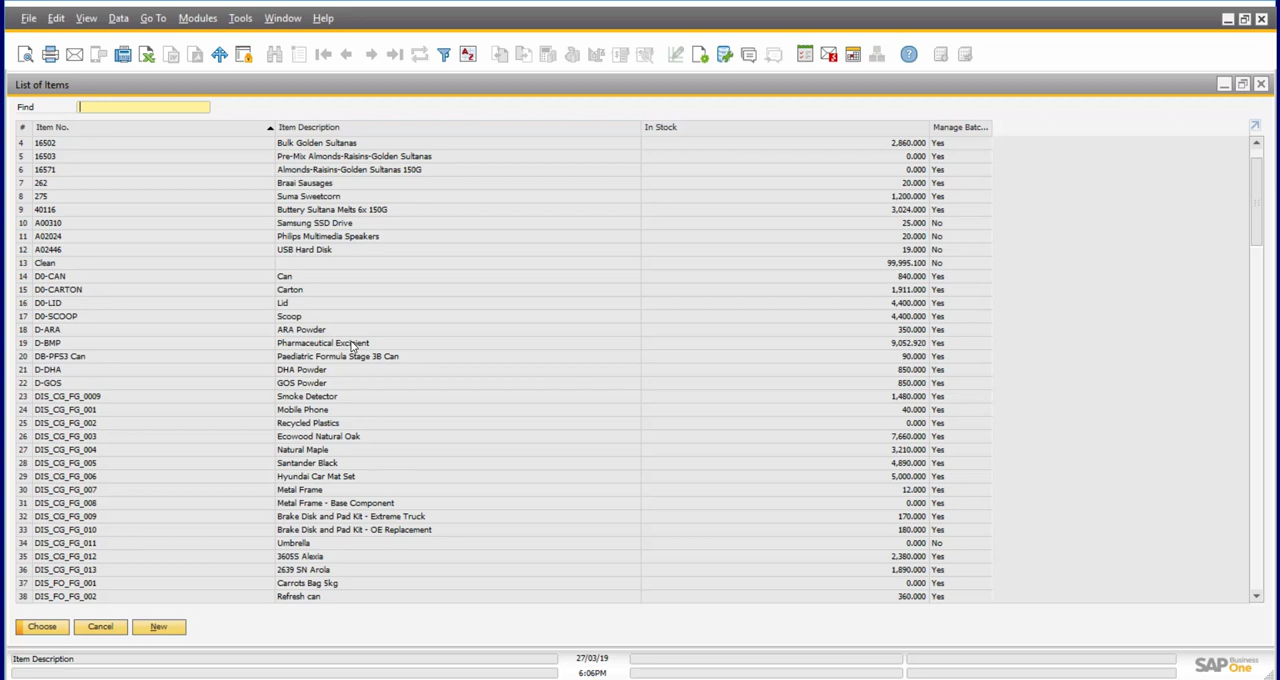 File Edit View Data Go To Modules Tools Window Help
List of Items
Find
# Item No. Item Description In Stock Manage Batc...
4 16502 Bulk Golden Sultanas 2,860.000 Yes
5 16503 Pre-Mix Almonds-Raisins-Golden Sultanas 0.000 Yes
6 16571 Almonds-Raisins-Golden Sultanas 150G 0.000 Yes
7 262 Braai Sausages 20.000 Yes
8 275 Suma Sweetcorn 1,200.000 Yes
9 40116 Buttery Sultana Melts 6x 150G 3,024.000 Yes
10 A00310 Samsung SSD Drive 25.000 No
11 A02024 Philips Multimedia Speakers 20.000 No
12 A02446 USB Hard Disk 19.000 No
13 Clean 99,995.100 No
14 D0-CAN Can 840.000 Yes
15 D0-CARTON Carton 1,911.000 Yes
16 D0-LID Lid 4,400.000 Yes
17 D0-SCOOP Scoop 4,400.000 Yes
18 D-ARA ARA Powder 350.000 Yes
19 D-BMP Pharmaceutical Excipient 9,052.920 Yes
20 DB-PFS3 Can Paediatric Formula Stage 3B Can 90.000 Yes
21 D-DHA DHA Powder 850.000 Yes
22 D-GOS GOS Powder 850.000 Yes
23 DIS_CG_FG_0009 Smoke Detector 1,480.000 Yes
24 DIS_CG_FG_001 Mobile Phone 40.000 Yes
25 DIS_CG_FG_002 Recycled Plastics 0.000 Yes
26 DIS_CG_FG_003 Ecowood Natural Oak 7,660.000 Yes
27 DIS_CG_FG_004 Natural Maple 3,210.000 Yes
28 DIS_CG_FG_005 Santander Black 4,890.000 Yes
29 DIS_CG_FG_006 Hyundai Car Mat Set 5,000.000 Yes
30 DIS_CG_FG_007 Metal Frame 12.000 Yes
31 DIS_CG_FG_008 Metal Frame - Base Component 0.000 Yes
32 DIS_CG_FG_009 Brake Disk and Pad Kit - Extreme Truck 170.000 Yes
33 DIS_CG_FG_010 Brake Disk and Pad Kit - OE Replacement 180.000 Yes
34 DIS_CG_FG_011 Umbrella 0.000 No
35 DIS_CG_FG_012 3605S Alexia 2,380.000 Yes
36 DIS_CG_FG_013 2639 SN Arola 1,890.000 Yes
37 DIS_FO_FG_001 Carrots Bag 5kg 0.000 Yes
38 DIS_FO_FG_002 Refresh can 360.000 Yes
Choose Cancel New
Item Description 27/03/19
6:06PM
SAP Business One